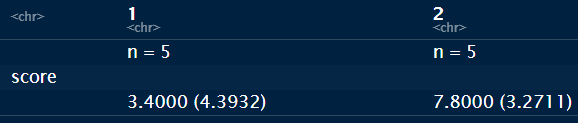 <chr> 1 2
<chr> <chr>
n = 5 n = 5
score
3.4000 (4.3932) 7.8000 (3.2711)